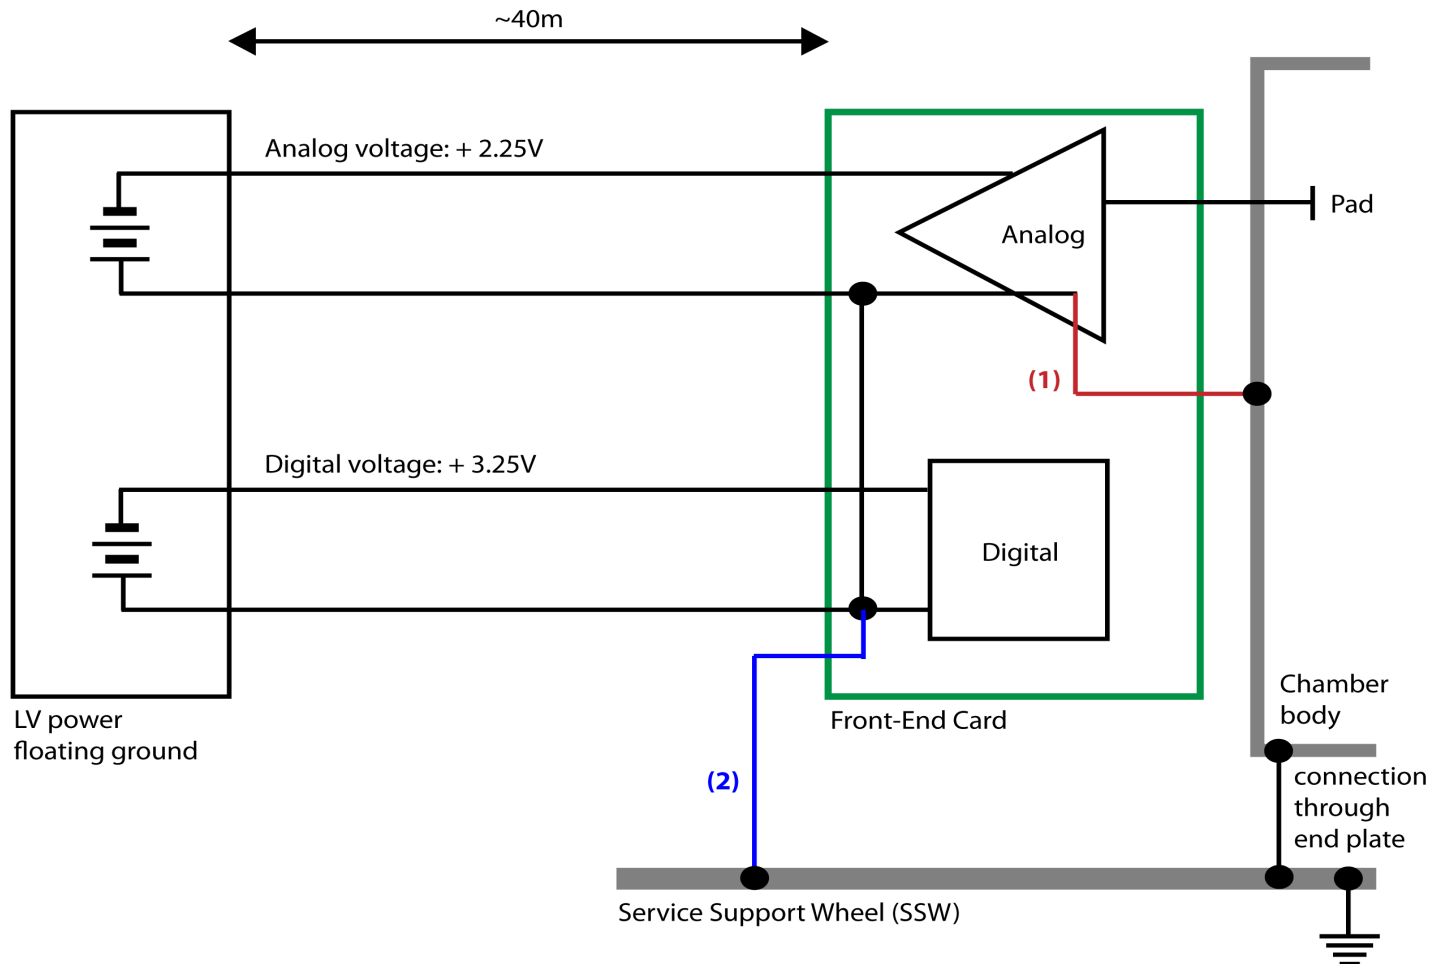 ~40m
Analog voltage: + 2.25V
Pad
Analog
(1)
Digital voltage: + 3.25V
Digital
Chamber
body
LV power
floating ground
Front-End Card
(2)
connection
through
end plate
Service Support Wheel (SSW)